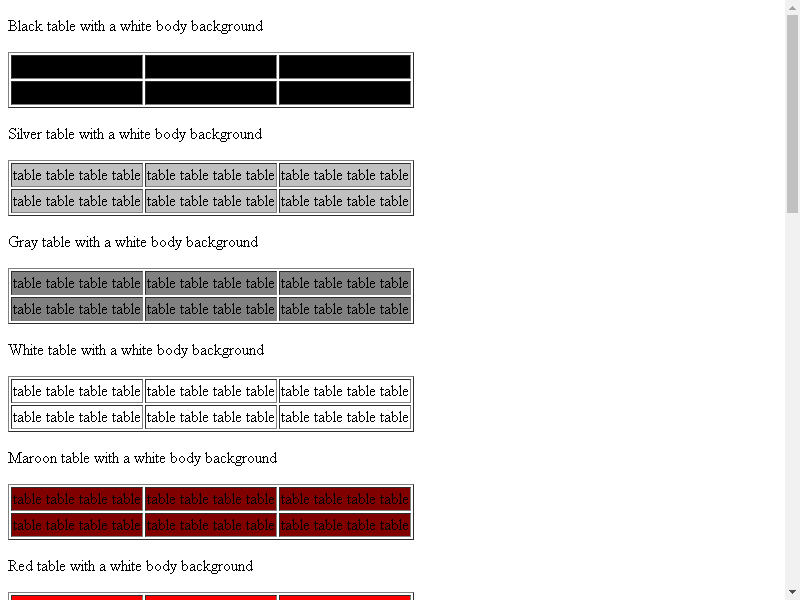 Black table with a white body background
Silver table with a white body background
table table table table table table table table table table table table
table table table table table table table table table table table table
Gray table with a white body background
table table table table table table table table table table table table
table table table table table table table table table table table table
White table with a white body background
table table table table table table table table table table table table
table table table table table table table table table table table table
Maroon table with a white body background
table table table table table table table table table table table table
table table table table table table table table table table table table
Red table with a white body background